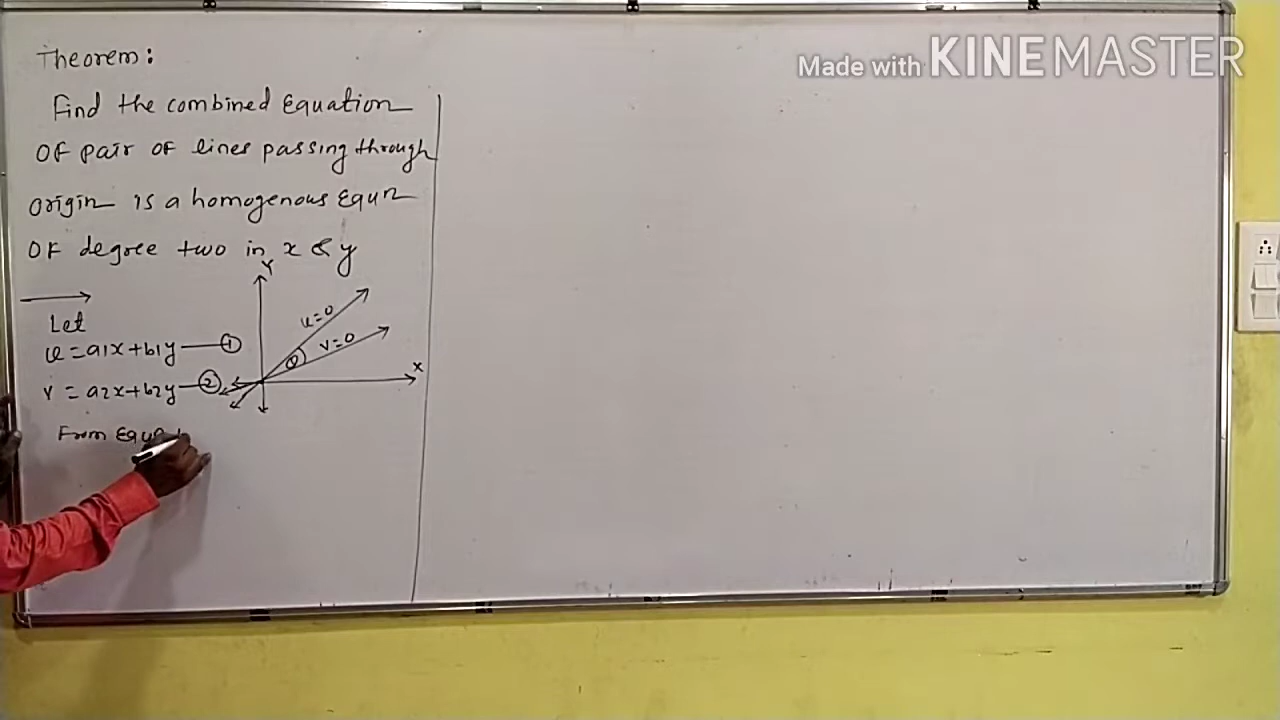 Made with KINEMASTER
Theorem:
Find the combined Equation
OF pair of lines passing through
origin is a homogenous Equn
OF degree two in x & y
Let
u = a1x + b1y — 1
v = a2x + b2y — 2
From Equn
Y
u=0
v=0
X